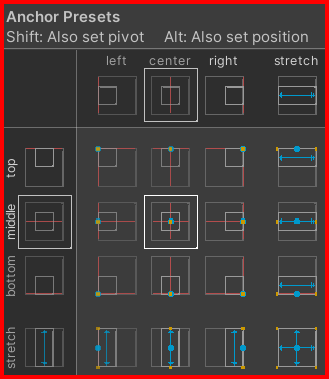 Anchor Presets
Shift: Also set pivot Alt: Also set position
left center right stretch
top
middle
bottom
stretch